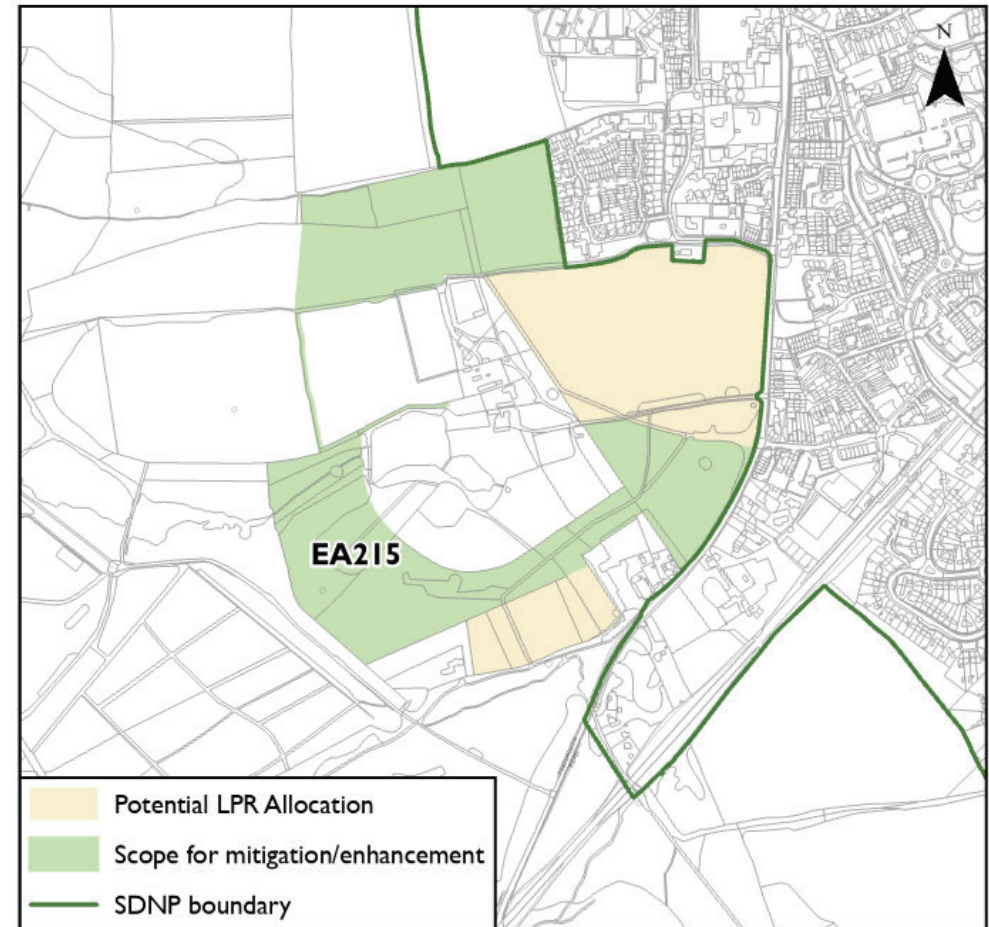 N
EA215
Potential LPR Allocation
Scope for mitigation/enhancement
SDNP boundary